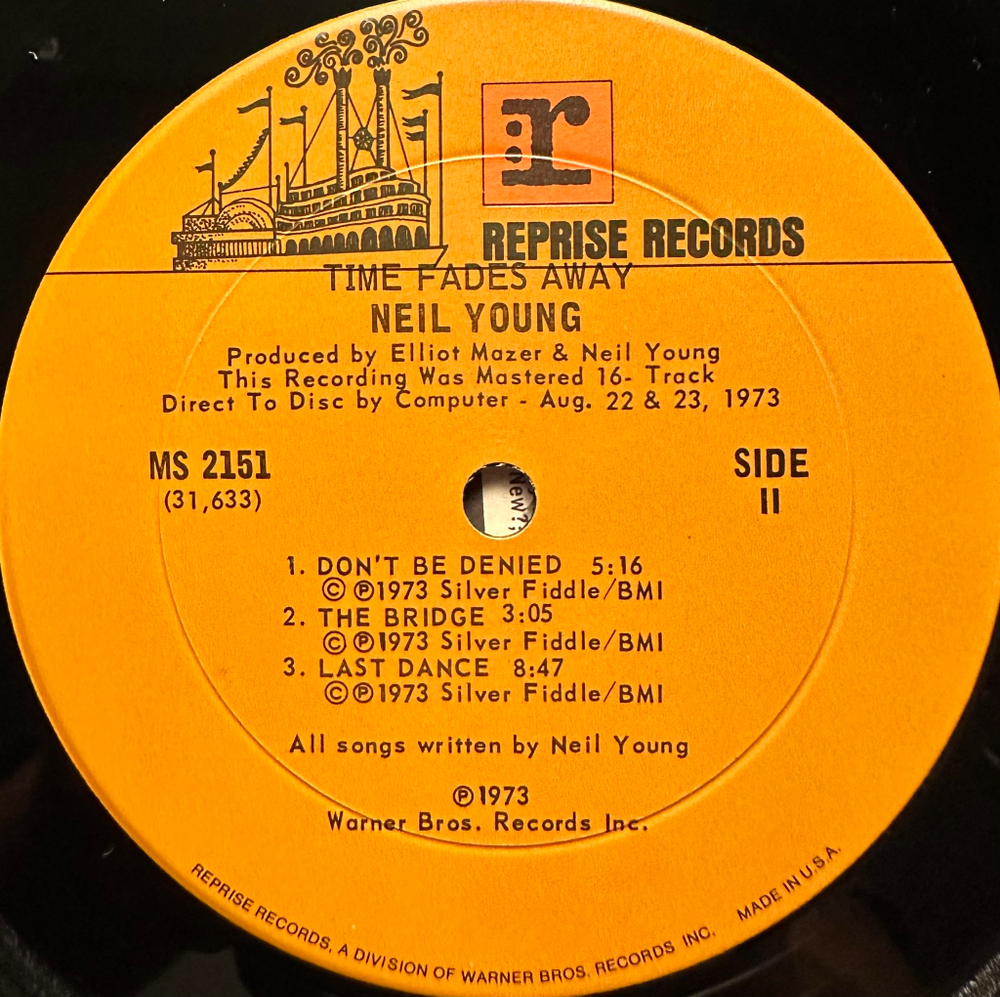 r
REPRISE RECORDS
TIME FADES AWAY
NEIL YOUNG
Produced by Elliot Mazer & Neil Young
This Recording Was Mastered 16- Track
Direct To Disc by Computer - Aug. 22 & 23, 1973
MS 2151
(31,633)
SIDE
II
New?;
1. DON'T BE DENIED 5:16
©℗1973 Silver Fiddle/BMI
2. THE BRIDGE 3:05
©℗1973 Silver Fiddle/BMI
3. LAST DANCE 8:47
©℗1973 Silver Fiddle/BMI
All songs written by Neil Young
℗1973
Warner Bros. Records Inc.
REPRISE RECORDS, A DIVISION OF WARNER BROS. RECORDS INC. MADE IN U.S.A.